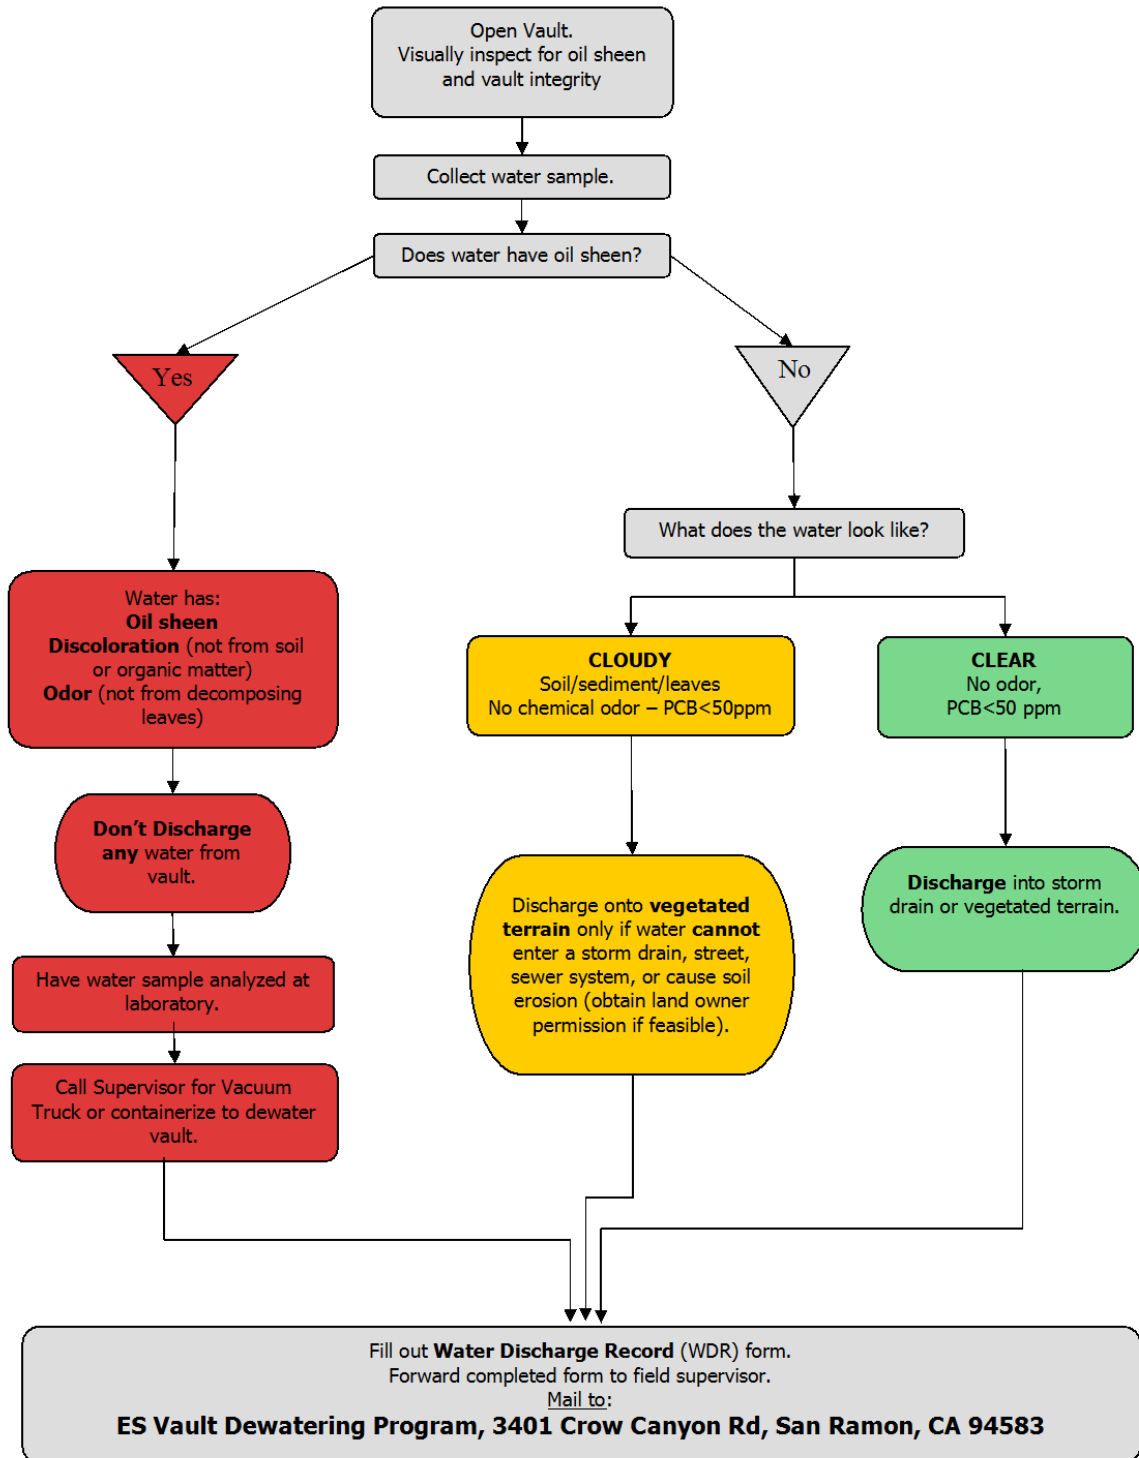 Open Vault.
Visually inspect for oil sheen
and vault integrity
Collect water sample.
Does water have oil sheen?
Yes
No
What does the water look like?
Water has:
Oil sheen
Discoloration (not from soil
or organic matter)
Odor (not from decomposing
leaves)
CLOUDY
Soil/sediment/leaves
No chemical odor – PCB<50ppm
CLEAR
No odor,
PCB<50 ppm
Don't Discharge
any water from
vault.
Discharge onto vegetated
terrain only if water cannot
enter a storm drain, street,
sewer system, or cause soil
erosion (obtain land owner
permission if feasible).
Discharge into storm
drain or vegetated terrain.
Have water sample analyzed at
laboratory.
Call Supervisor for Vacuum
Truck or containerize to dewater
vault.
Fill out Water Discharge Record (WDR) form.
Forward completed form to field supervisor.
Mail to:
ES Vault Dewatering Program, 3401 Crow Canyon Rd, San Ramon, CA 94583